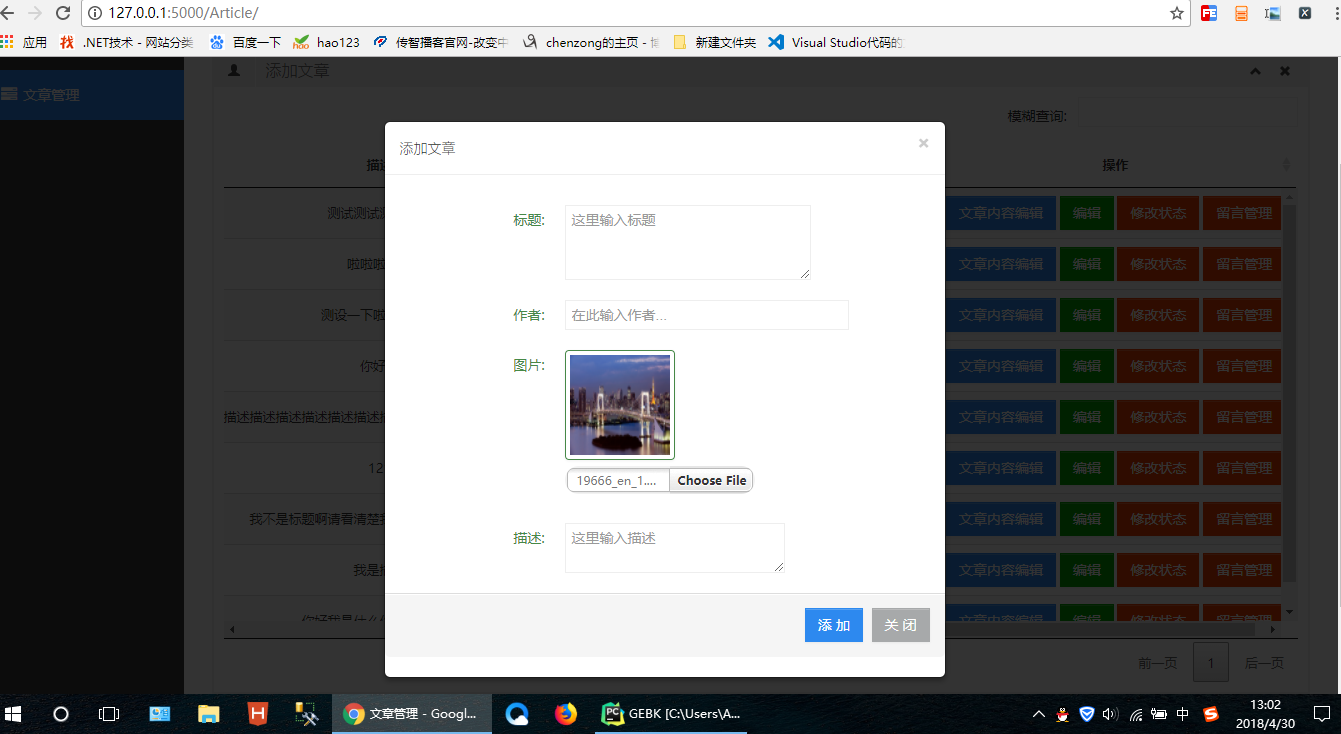 127.0.0.1:5000/Article/
应用 .NET技术 - 网站分类 百度一下 hao123 传智播客官网-改变中 chenzong的主页 - 博 新建文件夹 Visual Studio代码的
添加文章
文章管理
模糊查询:
操作
添加文章 ×
标题: 这里输入标题
作者: 在此输入作者...
图片:
19666_en_1.... Choose File
描述: 这里输入描述
添 加 关 闭
测试测试
文章内容编辑 编辑 修改状态 留言管理
啦啦
文章内容编辑 编辑 修改状态 留言管理
测设一下
文章内容编辑 编辑 修改状态 留言管理
你好
文章内容编辑 编辑 修改状态 留言管理
描述描述描述描述描述描述
文章内容编辑 编辑 修改状态 留言管理
12
文章内容编辑 编辑 修改状态 留言管理
我不是标题啊请看清楚
文章内容编辑 编辑 修改状态 留言管理
我是
文章内容编辑 编辑 修改状态 留言管理
你好我是什么
文章内容编辑 编辑 修改状态 留言管理
前一页 1 后一页
文章管理 - Googl...
GEBK [C:\Users\A...
中
13:02
2018/4/30